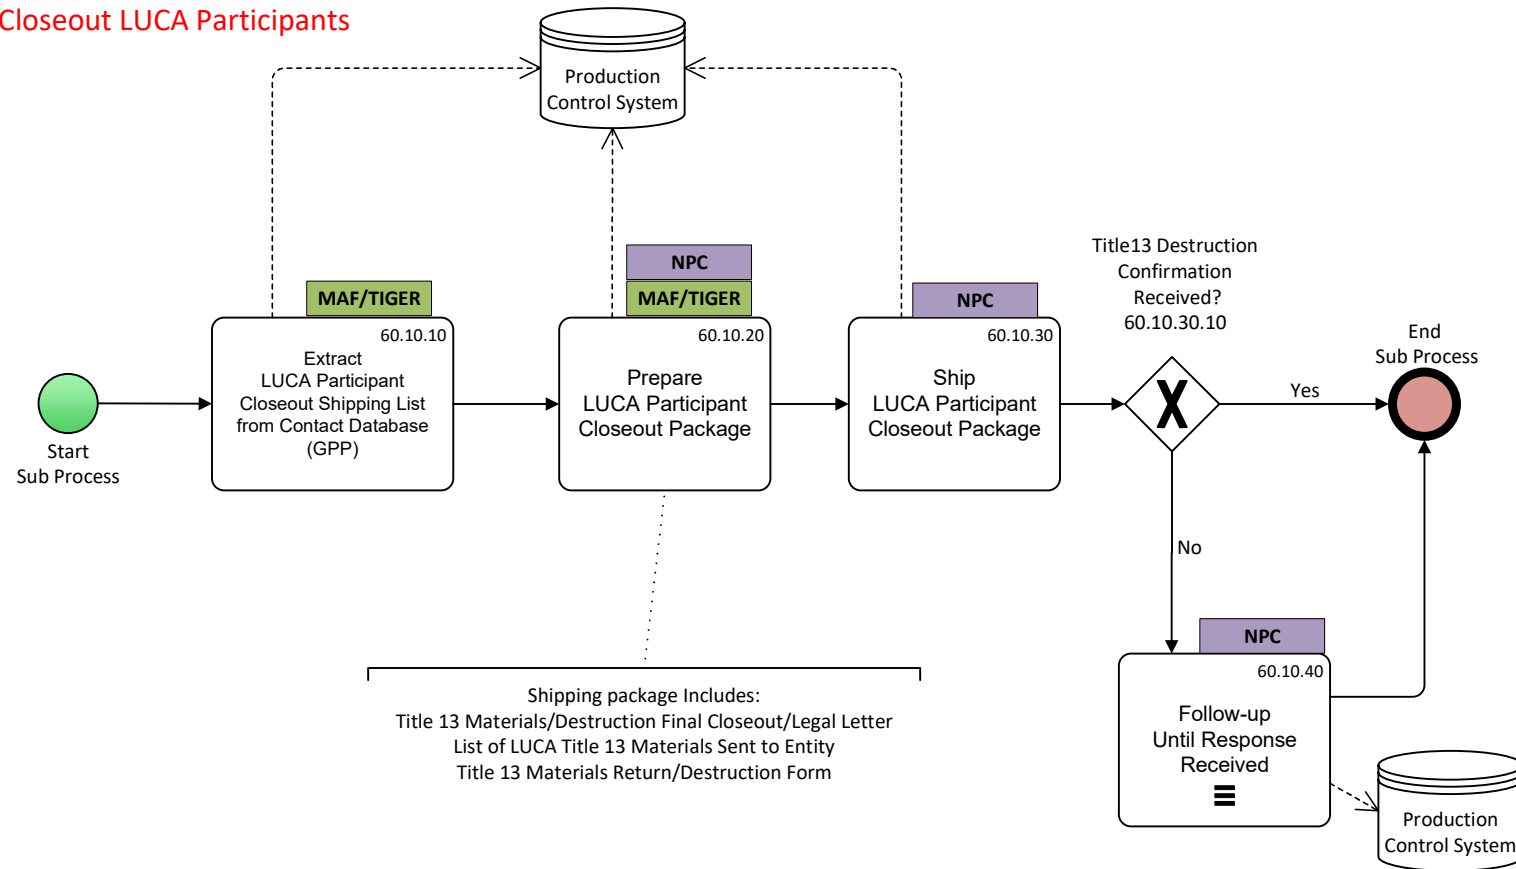 Closeout LUCA Participants
Production
Control System
MAF/TIGER
60.10.10
Extract
LUCA Participant
Closeout Shipping List
from Contact Database
(GPP)
NPC
MAF/TIGER
60.10.20
Prepare
LUCA Participant
Closeout Package
NPC
60.10.30
Ship
LUCA Participant
Closeout Package
Title13 Destruction
Confirmation
Received?
60.10.30.10
X
End
Sub Process
Yes
Start
Sub Process
No
NPC
60.10.40
Follow-up
Until Response
Received
Shipping package Includes:
Title 13 Materials/Destruction Final Closeout/Legal Letter
List of LUCA Title 13 Materials Sent to Entity
Title 13 Materials Return/Destruction Form
Production
Control System